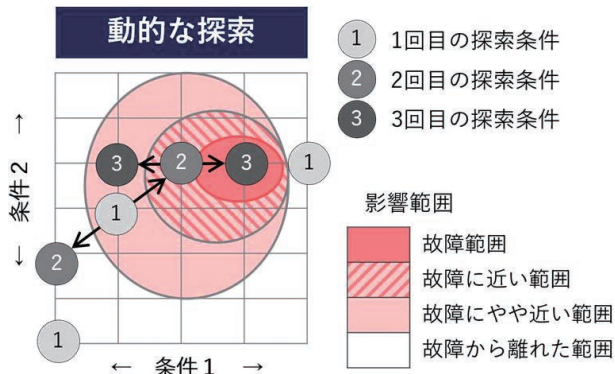 動的な探索
1 1回目の探索条件
2 2回目の探索条件
3 3回目の探索条件
3 2 3 1
1
2
1
← 条件2 →
← 条件1 →
影響範囲
故障範囲
故障に近い範囲
故障にやや近い範囲
故障から離れた範囲